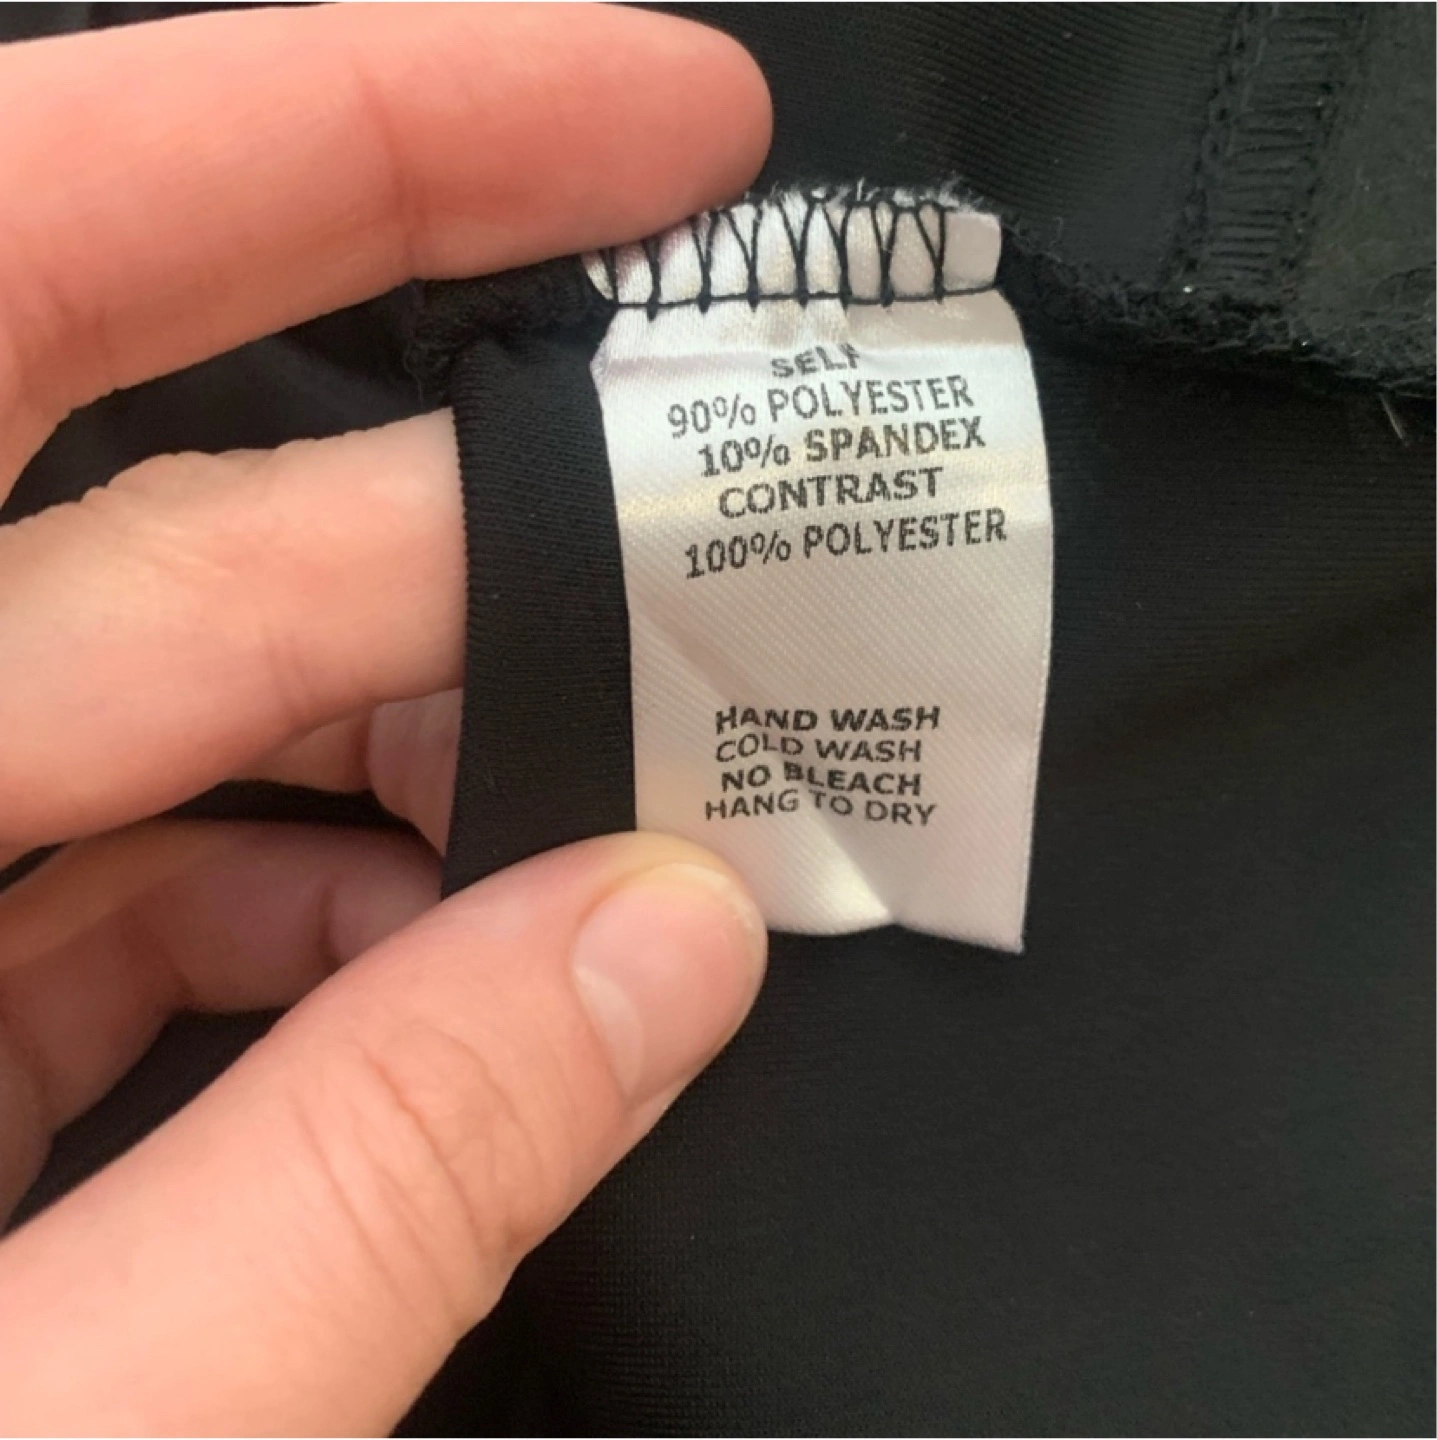 SELF
90% POLYESTER
10% SPANDEX
CONTRAST
100% POLYESTER
HAND WASH
COLD WASH
NO BLEACH
HANG TO DRY